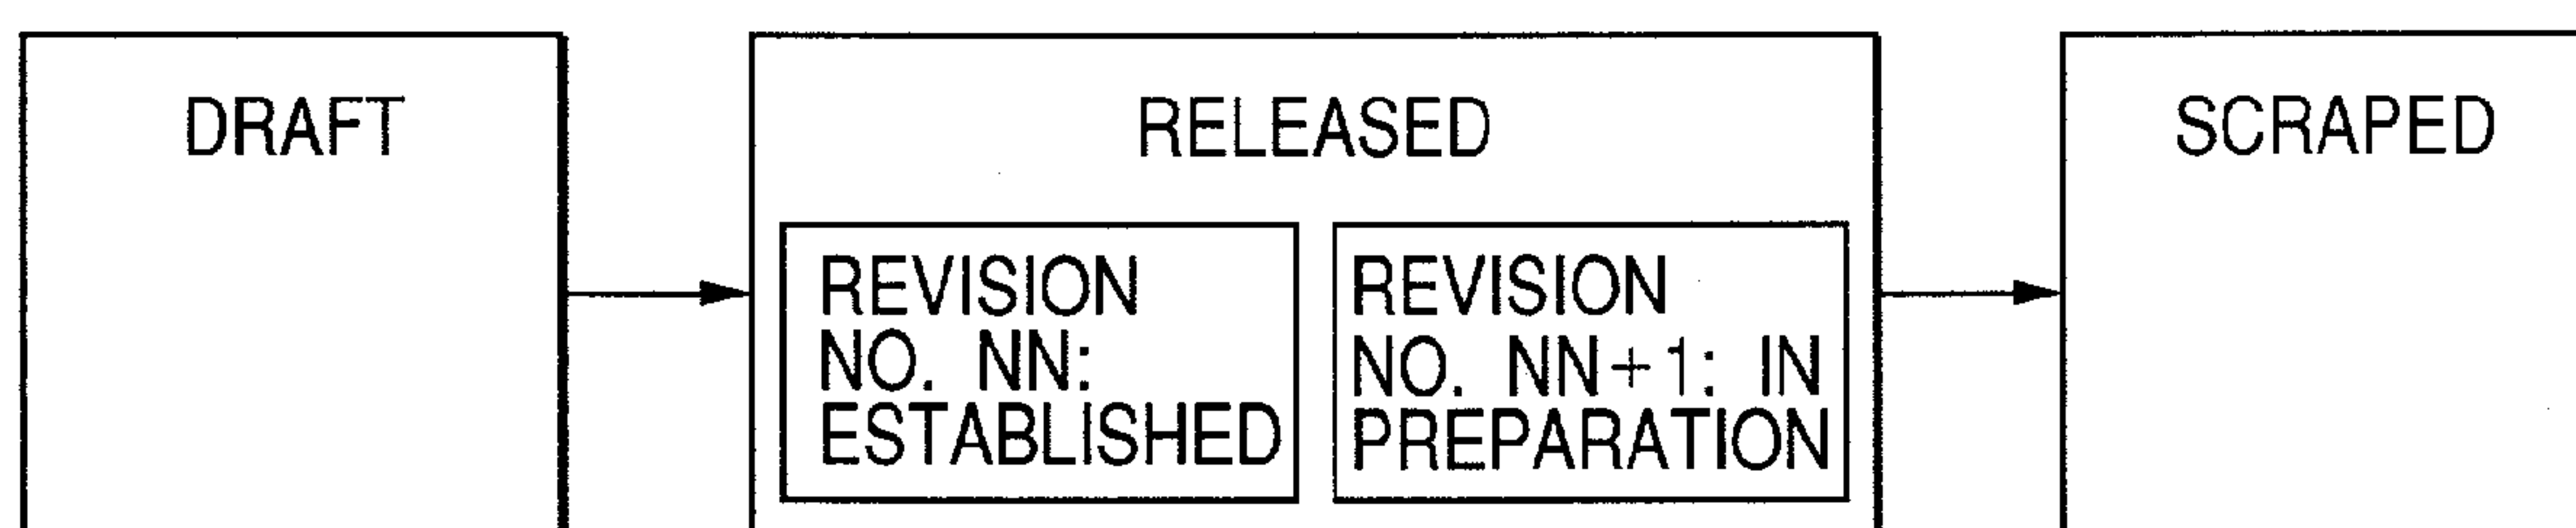 DRAFT
RELEASED
SCRAPED
REVISION
NO. NN:
ESTABLISHED
REVISION
NO. NN+1: IN
PREPARATION